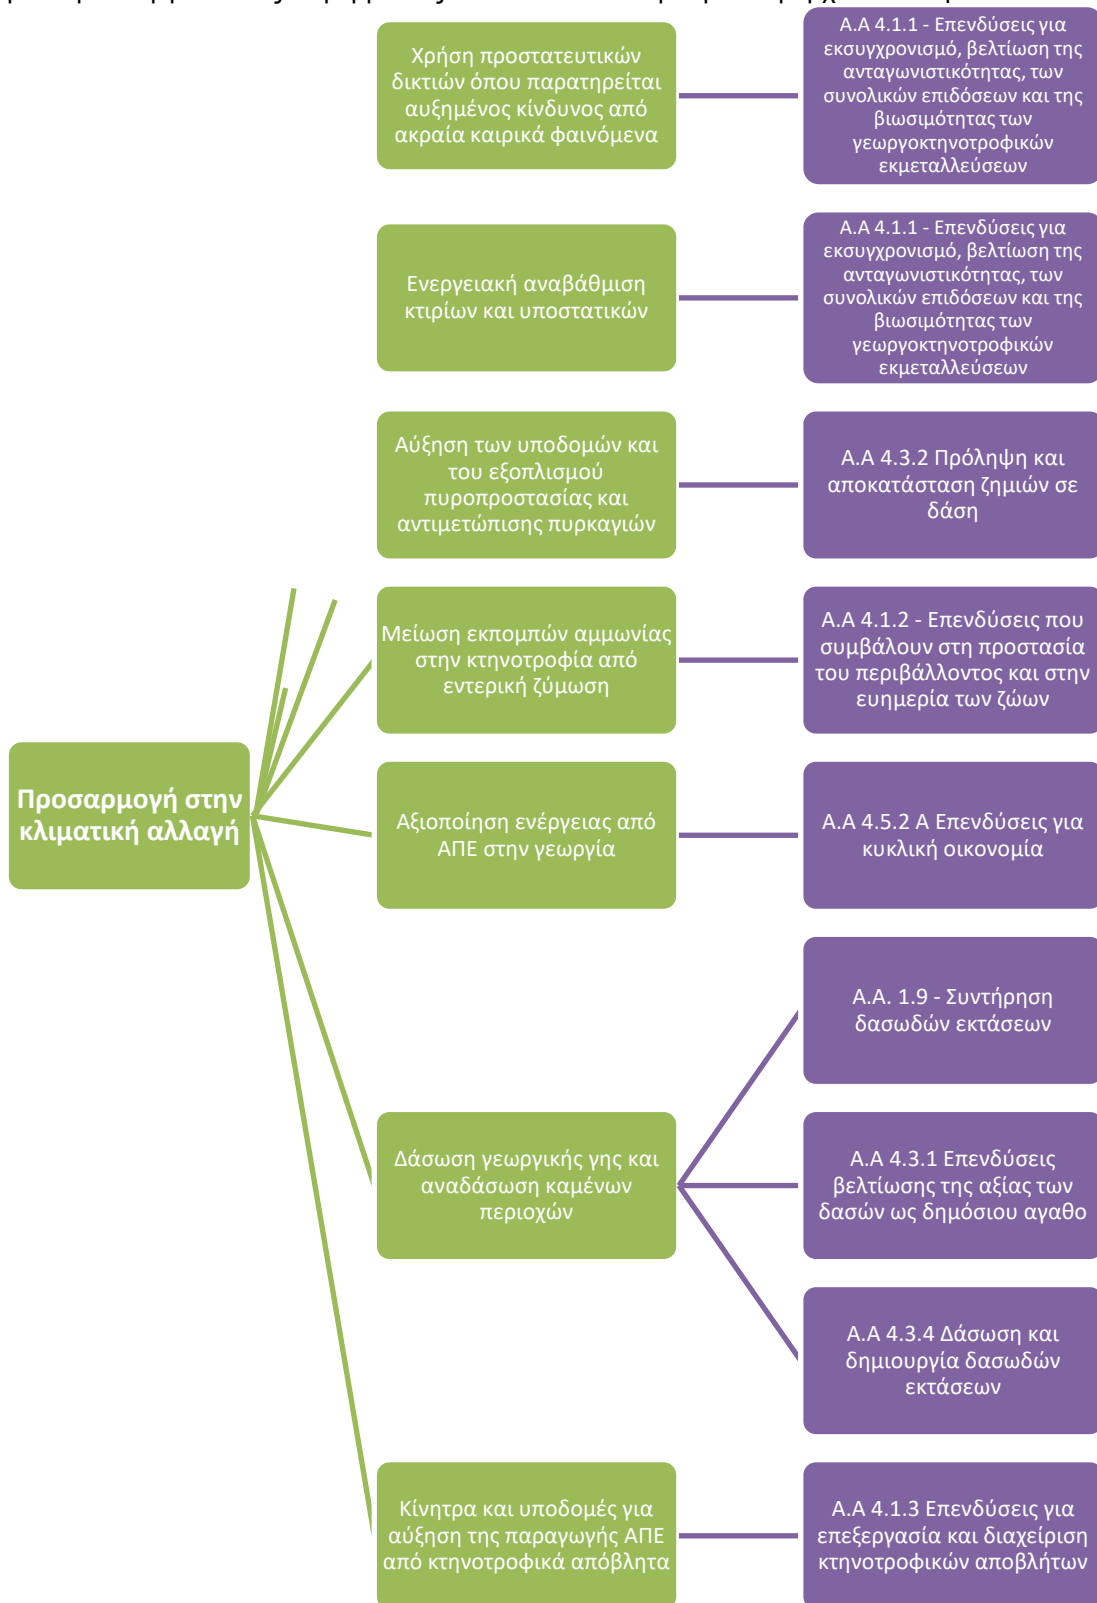 Χρήση προστατευτικών
δικτιών όπου παρατηρείται
αυξημένος κίνδυνος από
ακραία καιρικά φαινόμενα
Α.Α 4.1.1 - Επενδύσεις για
εκσυγχρονισμό, βελτίωση της
ανταγωνιστικότητας, των
συνολικών επιδόσεων και της
βιωσιμότητας των
γεωργοκτηνοτροφικών
εκμεταλλεύσεων
Ενεργειακή αναβάθμιση
κτιρίων και υποστατικών
Α.Α 4.1.1 - Επενδύσεις για
εκσυγχρονισμό, βελτίωση της
ανταγωνιστικότητας, των
συνολικών επιδόσεων και της
βιωσιμότητας των
γεωργοκτηνοτροφικών
εκμεταλλεύσεων
Αύξηση των υποδομών και
του εξοπλισμού
πυροπροστασίας και
αντιμετώπισης πυρκαγιών
Α.Α 4.3.2 Πρόληψη και
αποκατάσταση ζημιών σε
δάση
Μείωση εκπομπών αμμωνίας
στην κτηνοτροφία από
εντερική ζύμωση
Α.Α 4.1.2 - Επενδύσεις που
συμβάλουν στη προστασία
του περιβάλλοντος και στην
ευημερία των ζώων
Προσαρμογή στην
κλιματική αλλαγή
Αξιοποίηση ενέργειας από
ΑΠΕ στην γεωργία
Α.Α 4.5.2 Α Επενδύσεις για
κυκλική οικονομία
Α.Α. 1.9 - Συντήρηση
δασωδών εκτάσεων
Δάσωση γεωργικής γης και
αναδάσωση καμένων
περιοχών
Α.Α 4.3.1 Επενδύσεις
βελτίωσης της αξίας των
δασών ως δημόσιου αγαθο
Α.Α 4.3.4 Δάσωση και
δημιουργία δασωδών
εκτάσεων
Κίνητρα και υποδομές για
αύξηση της παραγωγής ΑΠΕ
από κτηνοτροφικά απόβλητα
Α.Α 4.1.3 Επενδύσεις για
επεξεργασία και διαχείριση
κτηνοτροφικών αποβλήτων